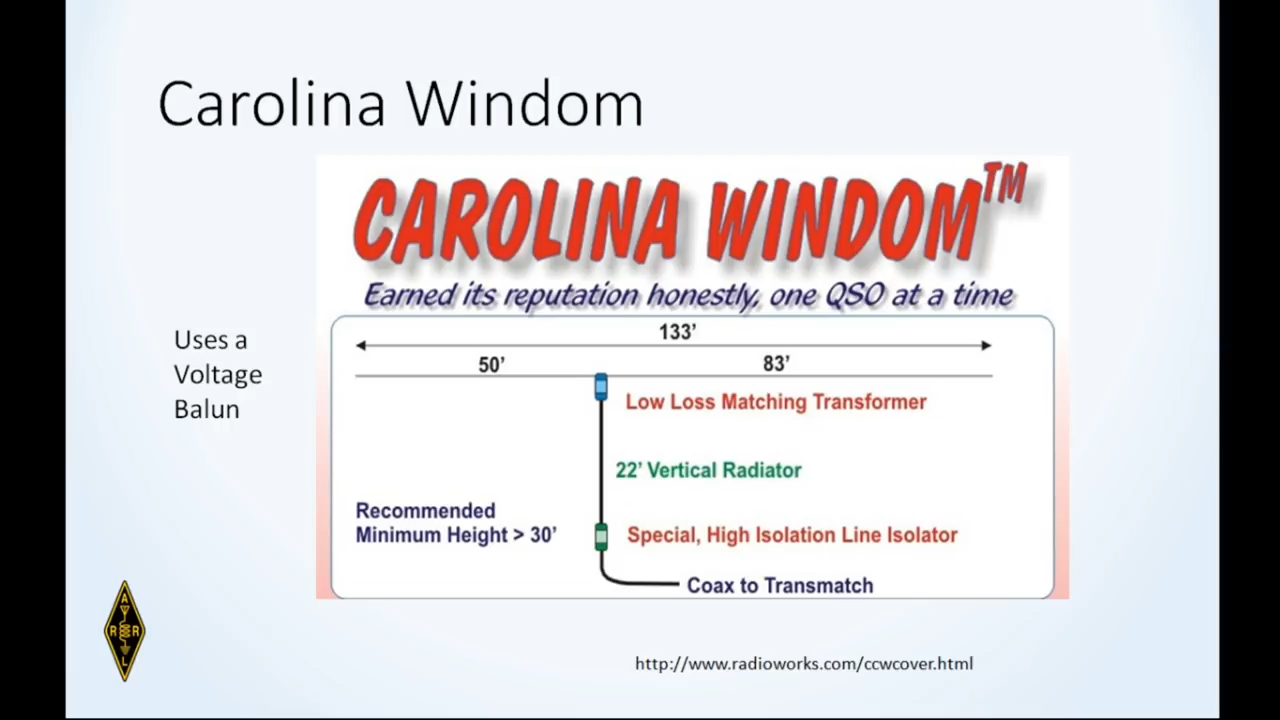 Carolina Windom
CAROLINA WINDOM™
Earned its reputation honestly, one QSO at a time
Uses a
Voltage
Balun
133’
50’
83’
Low Loss Matching Transformer
22’ Vertical Radiator
Recommended
Minimum Height > 30’
Special, High Isolation Line Isolator
Coax to Transmatch
A
R R
L
http://www.radioworks.com/ccwcover.html